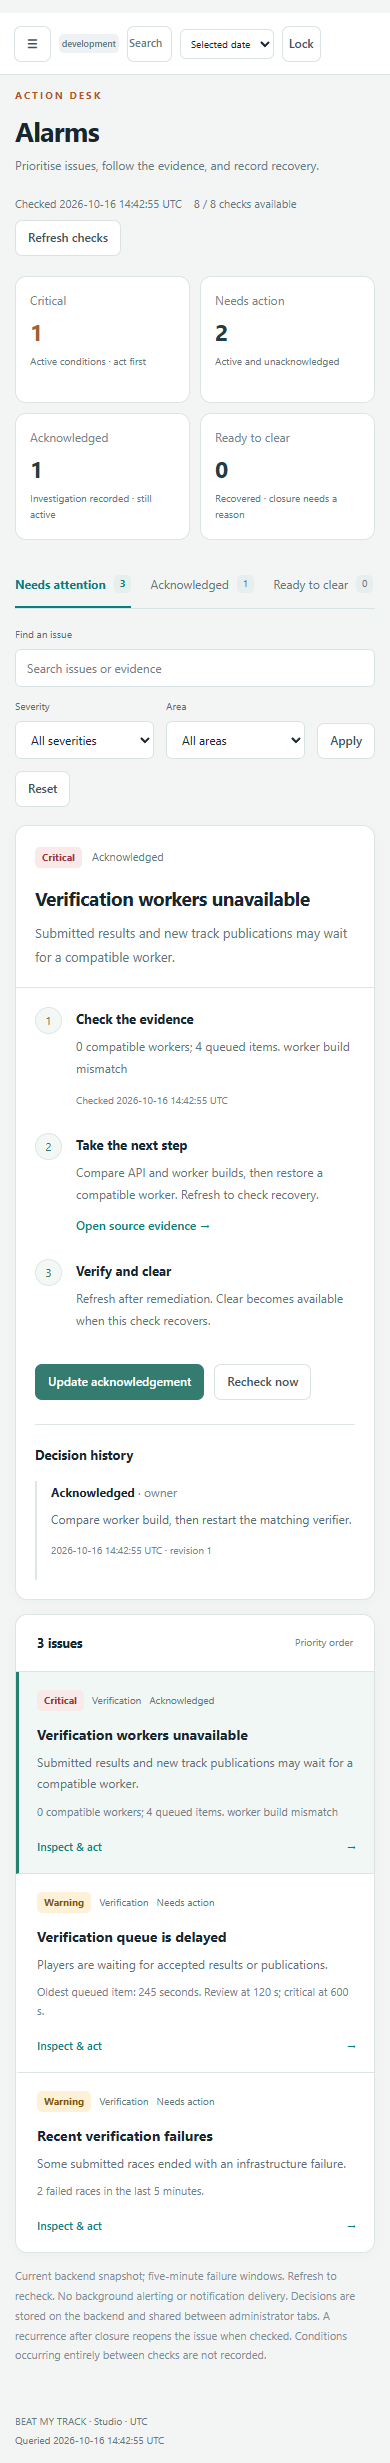 ☰ development Search Selected date Lock
ACTION DESK
Alarms
Prioritise issues, follow the evidence, and record recovery.
Checked 2026-10-16 14:42:55 UTC 8 / 8 checks available
Refresh checks
Critical
1
Active conditions · act first
Needs action
2
Active and unacknowledged
Acknowledged
1
Investigation recorded · still
active
Ready to clear
0
Recovered · closure needs a
reason
Needs attention 3 Acknowledged 1 Ready to clear 0
Find an issue
Search issues or evidence
Severity Area
All severities All areas Apply
Reset
Critical Acknowledged
Verification workers unavailable
Submitted results and new track publications may wait
for a compatible worker.
1 Check the evidence
0 compatible workers; 4 queued items. worker build
mismatch
Checked 2026-10-16 14:42:55 UTC
2 Take the next step
Compare API and worker builds, then restore a
compatible worker. Refresh to check recovery.
Open source evidence →
3 Verify and clear
Refresh after remediation. Clear becomes available
when this check recovers.
Update acknowledgement Recheck now
Decision history
Acknowledged · owner
Compare worker build, then restart the matching verifier.
2026-10-16 14:42:55 UTC · revision 1
3 issues Priority order
Critical Verification Acknowledged
Verification workers unavailable
Submitted results and new track publications may wait for a
compatible worker.
0 compatible workers; 4 queued items. worker build mismatch
Inspect & act →
Warning Verification Needs action
Verification queue is delayed
Players are waiting for accepted results or publications.
Oldest queued item: 245 seconds. Review at 120 s; critical at 600
s.
Inspect & act →
Warning Verification Needs action
Recent verification failures
Some submitted races ended with an infrastructure failure.
2 failed races in the last 5 minutes.
Inspect & act →
Current backend snapshot; five-minute failure windows. Refresh to
recheck. No background alerting or notification delivery. Decisions are
stored on the backend and shared between administrator tabs. A
recurrence after closure reopens the issue when checked. Conditions
occurring entirely between checks are not recorded.
BEAT MY TRACK · Studio · UTC
Queried 2026-10-16 14:42:55 UTC